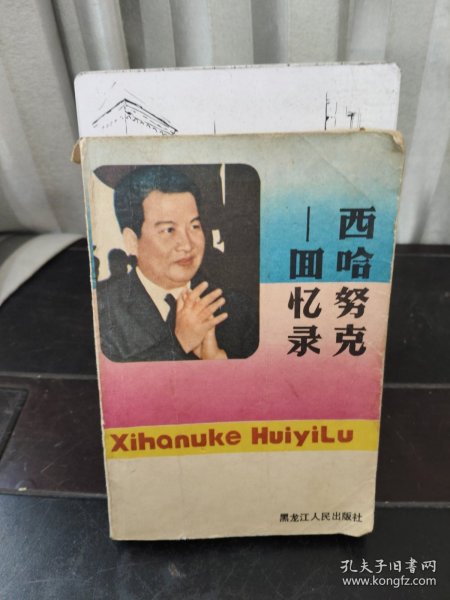 西哈努克
—回忆录
Xihanuke HuiyiLu
黑龙江人民出版社
孔夫子旧书网
www.kongfz.com